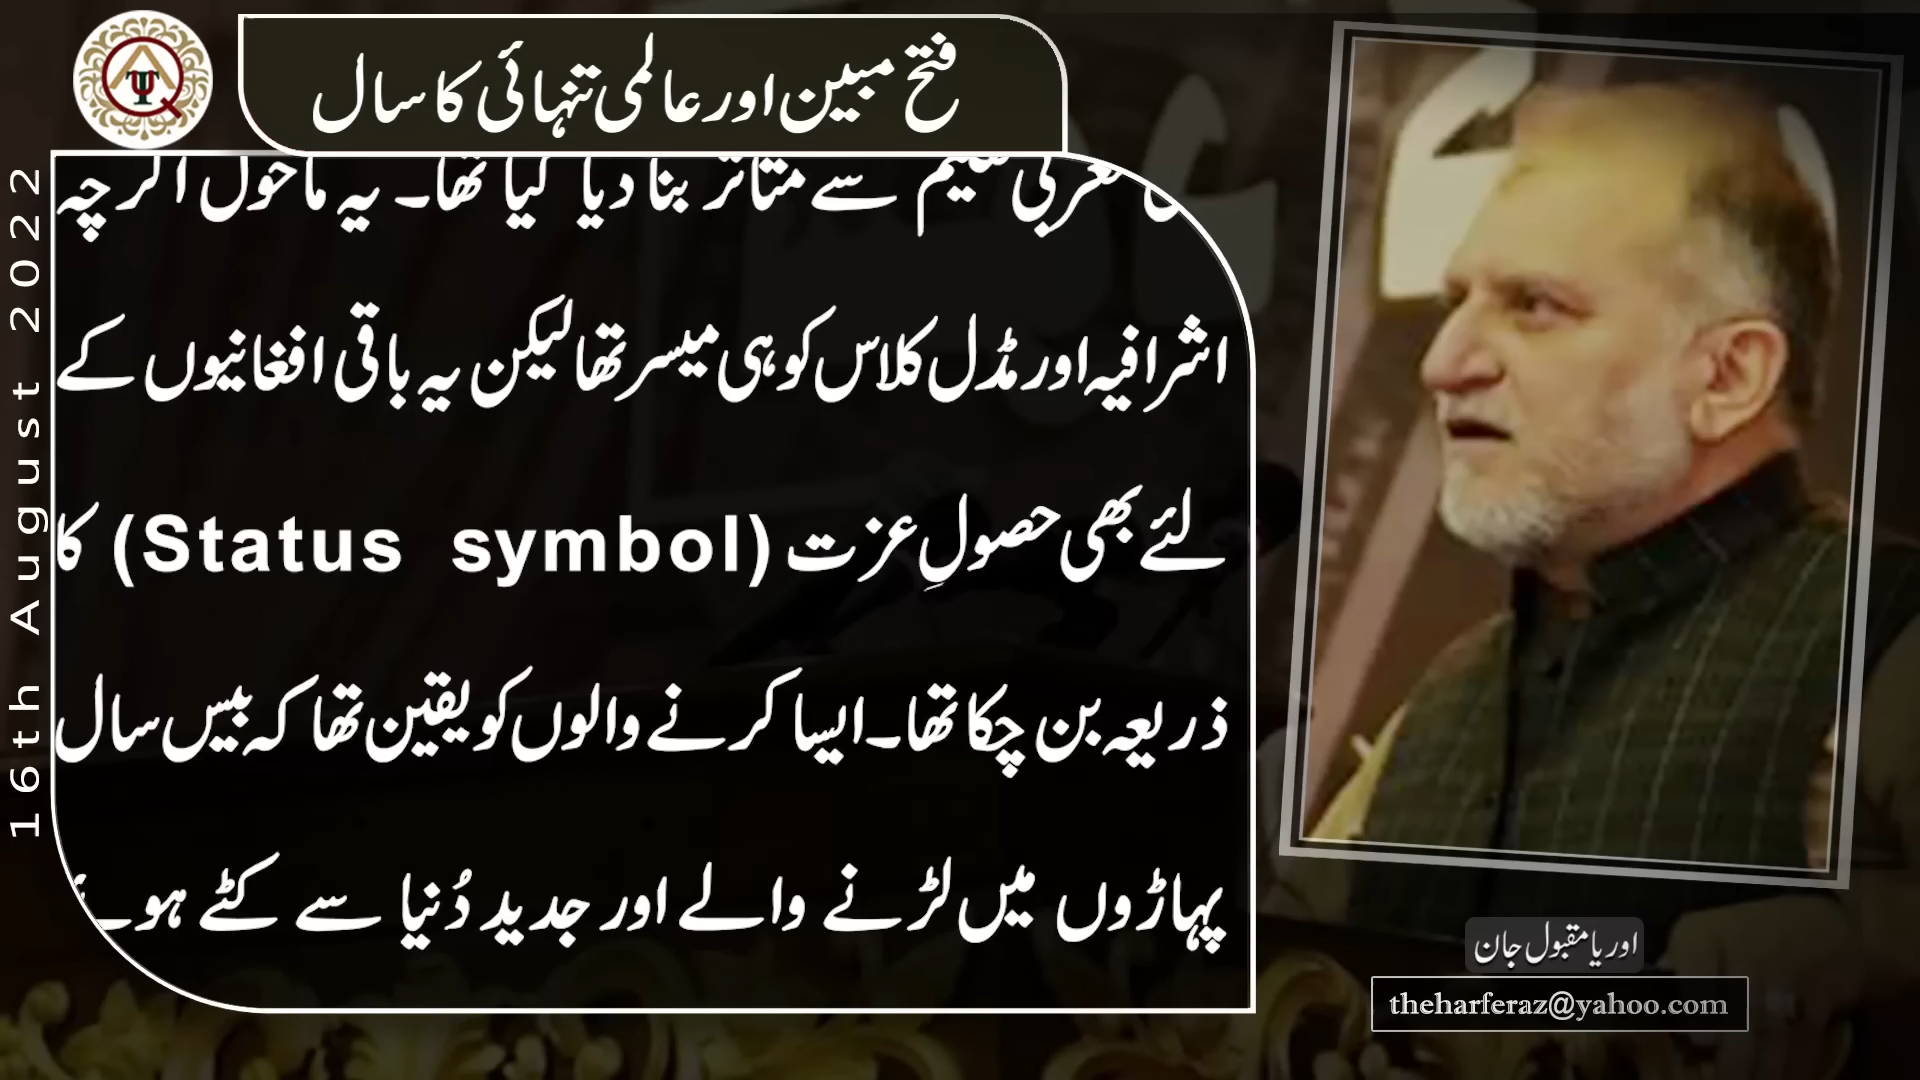 فتح مبین اور عالمی تنہائی کا سال
سے متاثر بنا دیا گیا تھا۔ یہ ماحول اگرچہ
اشرافیہ اور مڈل کلاس کو ہی میسر تھا لیکن یہ باقی افغانیوں کے
لئے بھی حصولِ عزت (Status symbol) کا
ذریعہ بن چکا تھا۔ ایسا کرنے والوں کو یقین تھا کہ بیس سال
پہاڑوں میں لڑنے والے اور جدید دُنیا سے کٹے ہوئے
16th August 2022
اوریا مقبول جان
theharferaz@yahoo.com